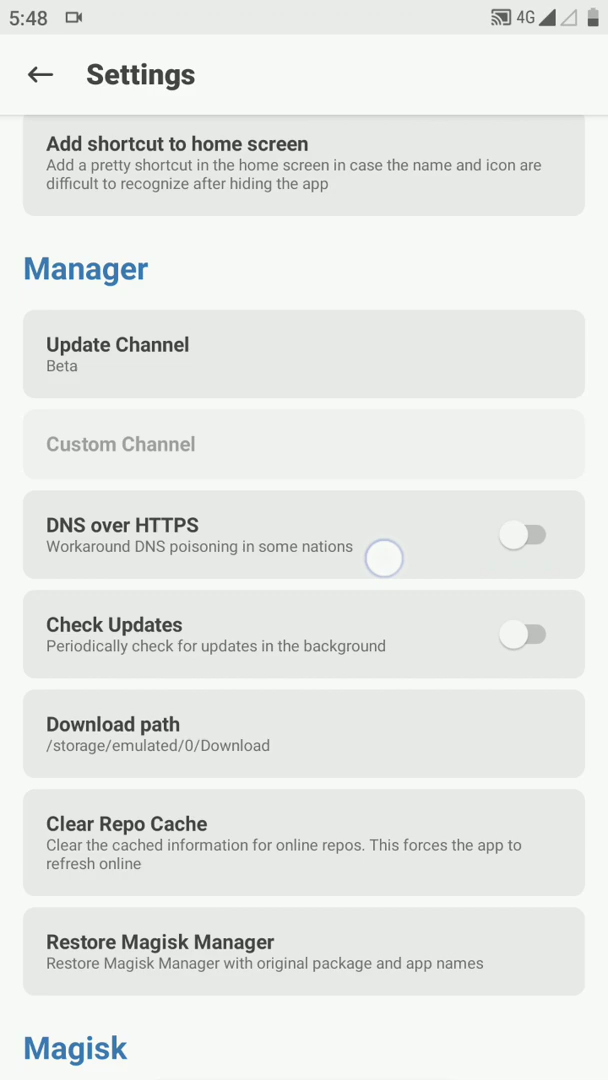 5:48
4G
Settings
Add shortcut to home screen
Add a pretty shortcut in the home screen in case the name and icon are
difficult to recognize after hiding the app
Manager
Update Channel
Beta
Custom Channel
DNS over HTTPS
Workaround DNS poisoning in some nations
Check Updates
Periodically check for updates in the background
Download path
/storage/emulated/0/Download
Clear Repo Cache
Clear the cached information for online repos. This forces the app to
refresh online
Restore Magisk Manager
Restore Magisk Manager with original package and app names
Magisk